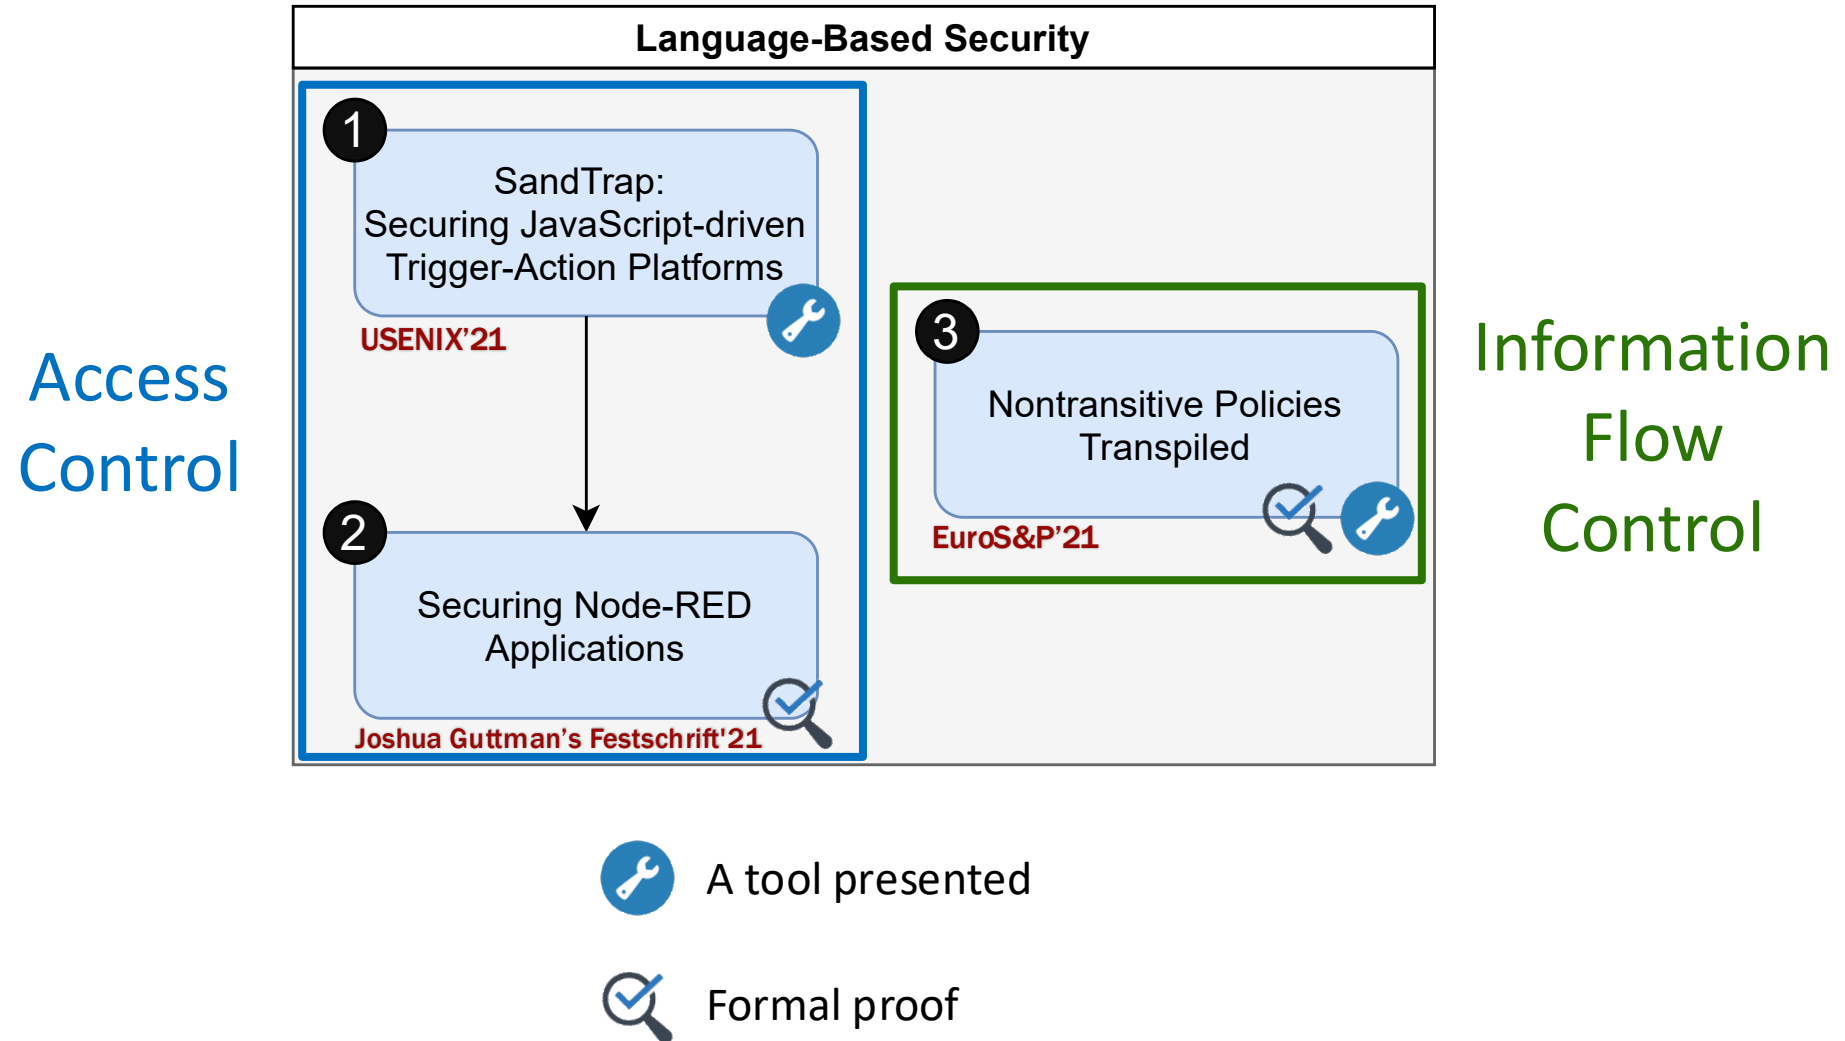 Language-Based Security
Access
Control
1
SandTrap:
Securing JavaScript-driven
Trigger-Action Platforms
USENIX’21
2
Securing Node-RED
Applications
Joshua Guttman’s Festschrift'21
3
Nontransitive Policies
Transpiled
EuroS&P’21
Information
Flow
Control
A tool presented
Formal proof